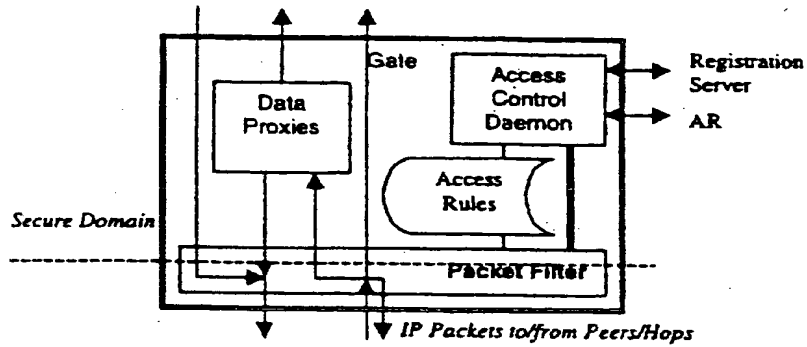 Gate
Data
Proxies
Access
Control
Daemon
Registration
Server
AR
Access
Rules
Secure Domain
Packet Filter
IP Packets to/from Peers/Hops